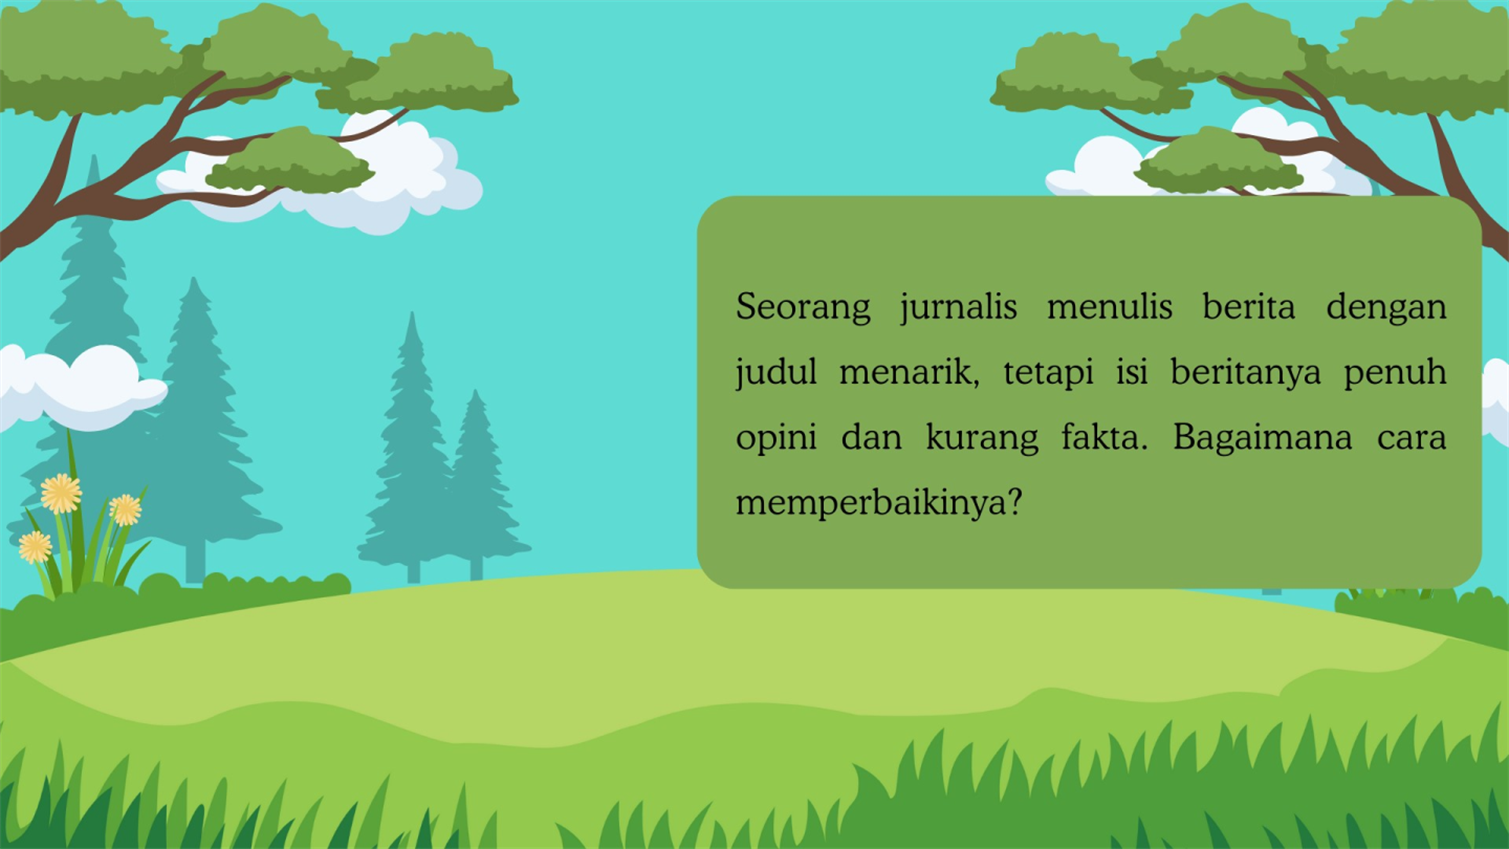 Seorang jurnalis menulis berita dengan
judul menarik, tetapi isi beritanya penuh
opini dan kurang fakta. Bagaimana cara
memperbaikinya?